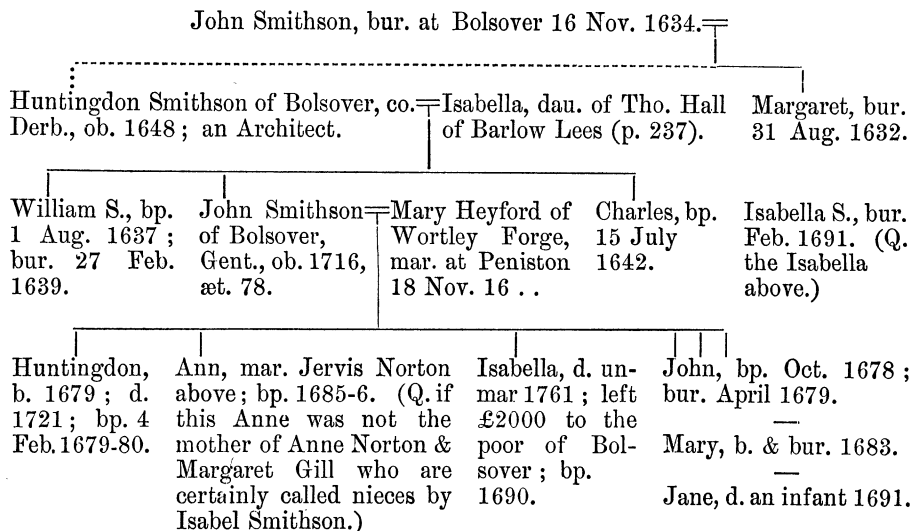 John Smithson, bur. at Bolsover 16 Nov. 1634.
Huntingdon Smithson of Bolsover, co.
Derb., ob. 1648; an Architect.
Isabella, dau. of Tho. Hall
of Barlow Lees (p. 237).
Margaret, bur.
31 Aug. 1632.
William S., bp.
1 Aug. 1637;
bur. 27 Feb.
1639.
John Smithson
of Bolsover,
Gent., ob. 1716,
æt. 78.
Mary Heyford of
Wortley Forge,
mar. at Peniston
18 Nov. 16 . .
Charles, bp.
15 July
1642.
Isabella S., bur.
Feb. 1691. (Q.
the Isabella
above.)
Huntingdon,
b. 1679; d.
1721; bp. 4
Feb. 1679-80.
Ann, mar. Jervis Norton
above; bp. 1685-6. (Q. if
this Anne was not the
mother of Anne Norton &
Margaret Gill who are
certainly called nieces by
Isabel Smithson.)
Isabella, d. un-
mar 1761; left
£2000 to the
poor of Bol-
sover; bp.
1690.
John, bp. Oct. 1678;
bur. April 1679.
—
Mary, b. & bur. 1683.
—
Jane, d. an infant 1691.